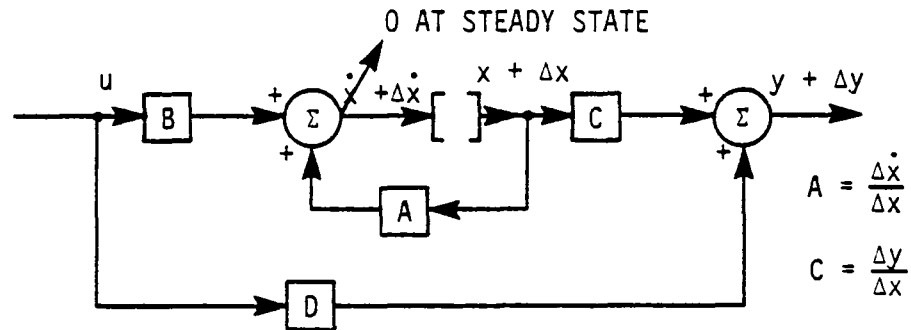 0 AT STEADY STATE
u
ẋ + Δẋ
x + Δx
y + Δy
+
B
Σ
+
[ ]
C
+
Σ
+
A
A = Δẋ/Δx
D
C = Δy/Δx